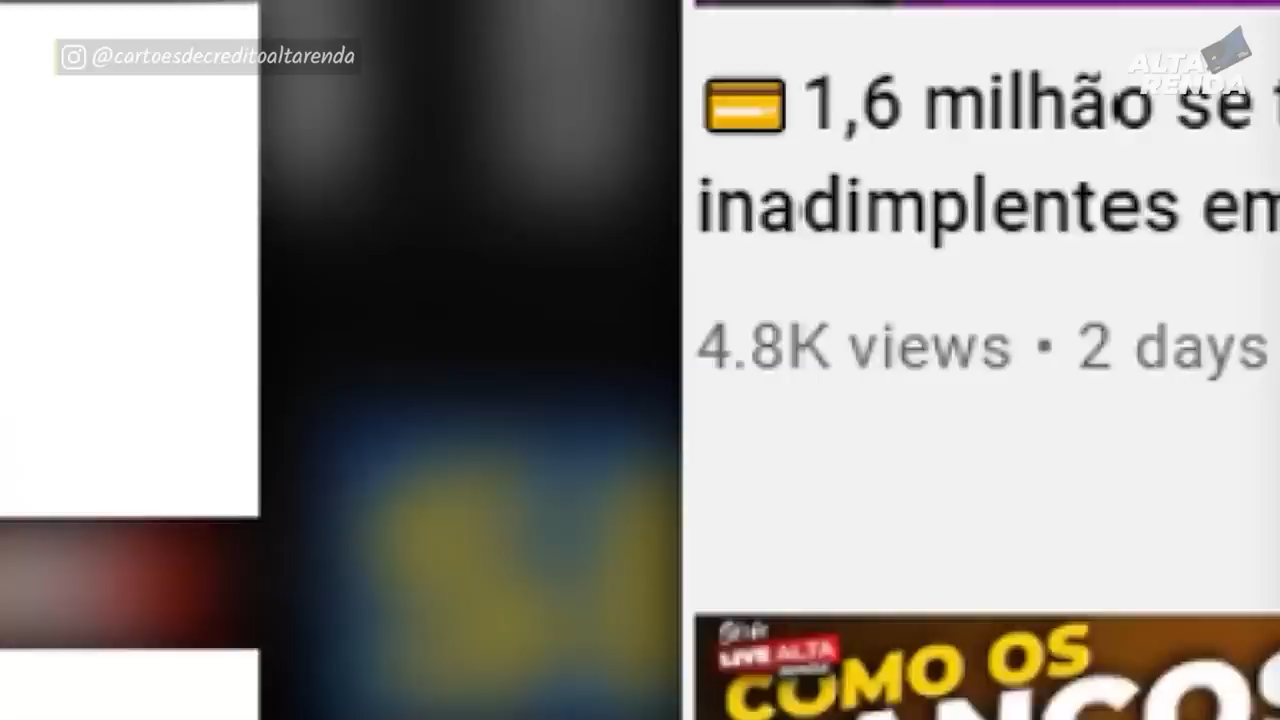 @cartoesdecreditoaltarenda
ALTA
RENDA
1,6 milhão se
inadimplentes em
4.8K views • 2 days
LIVE ALTA
COMO OS